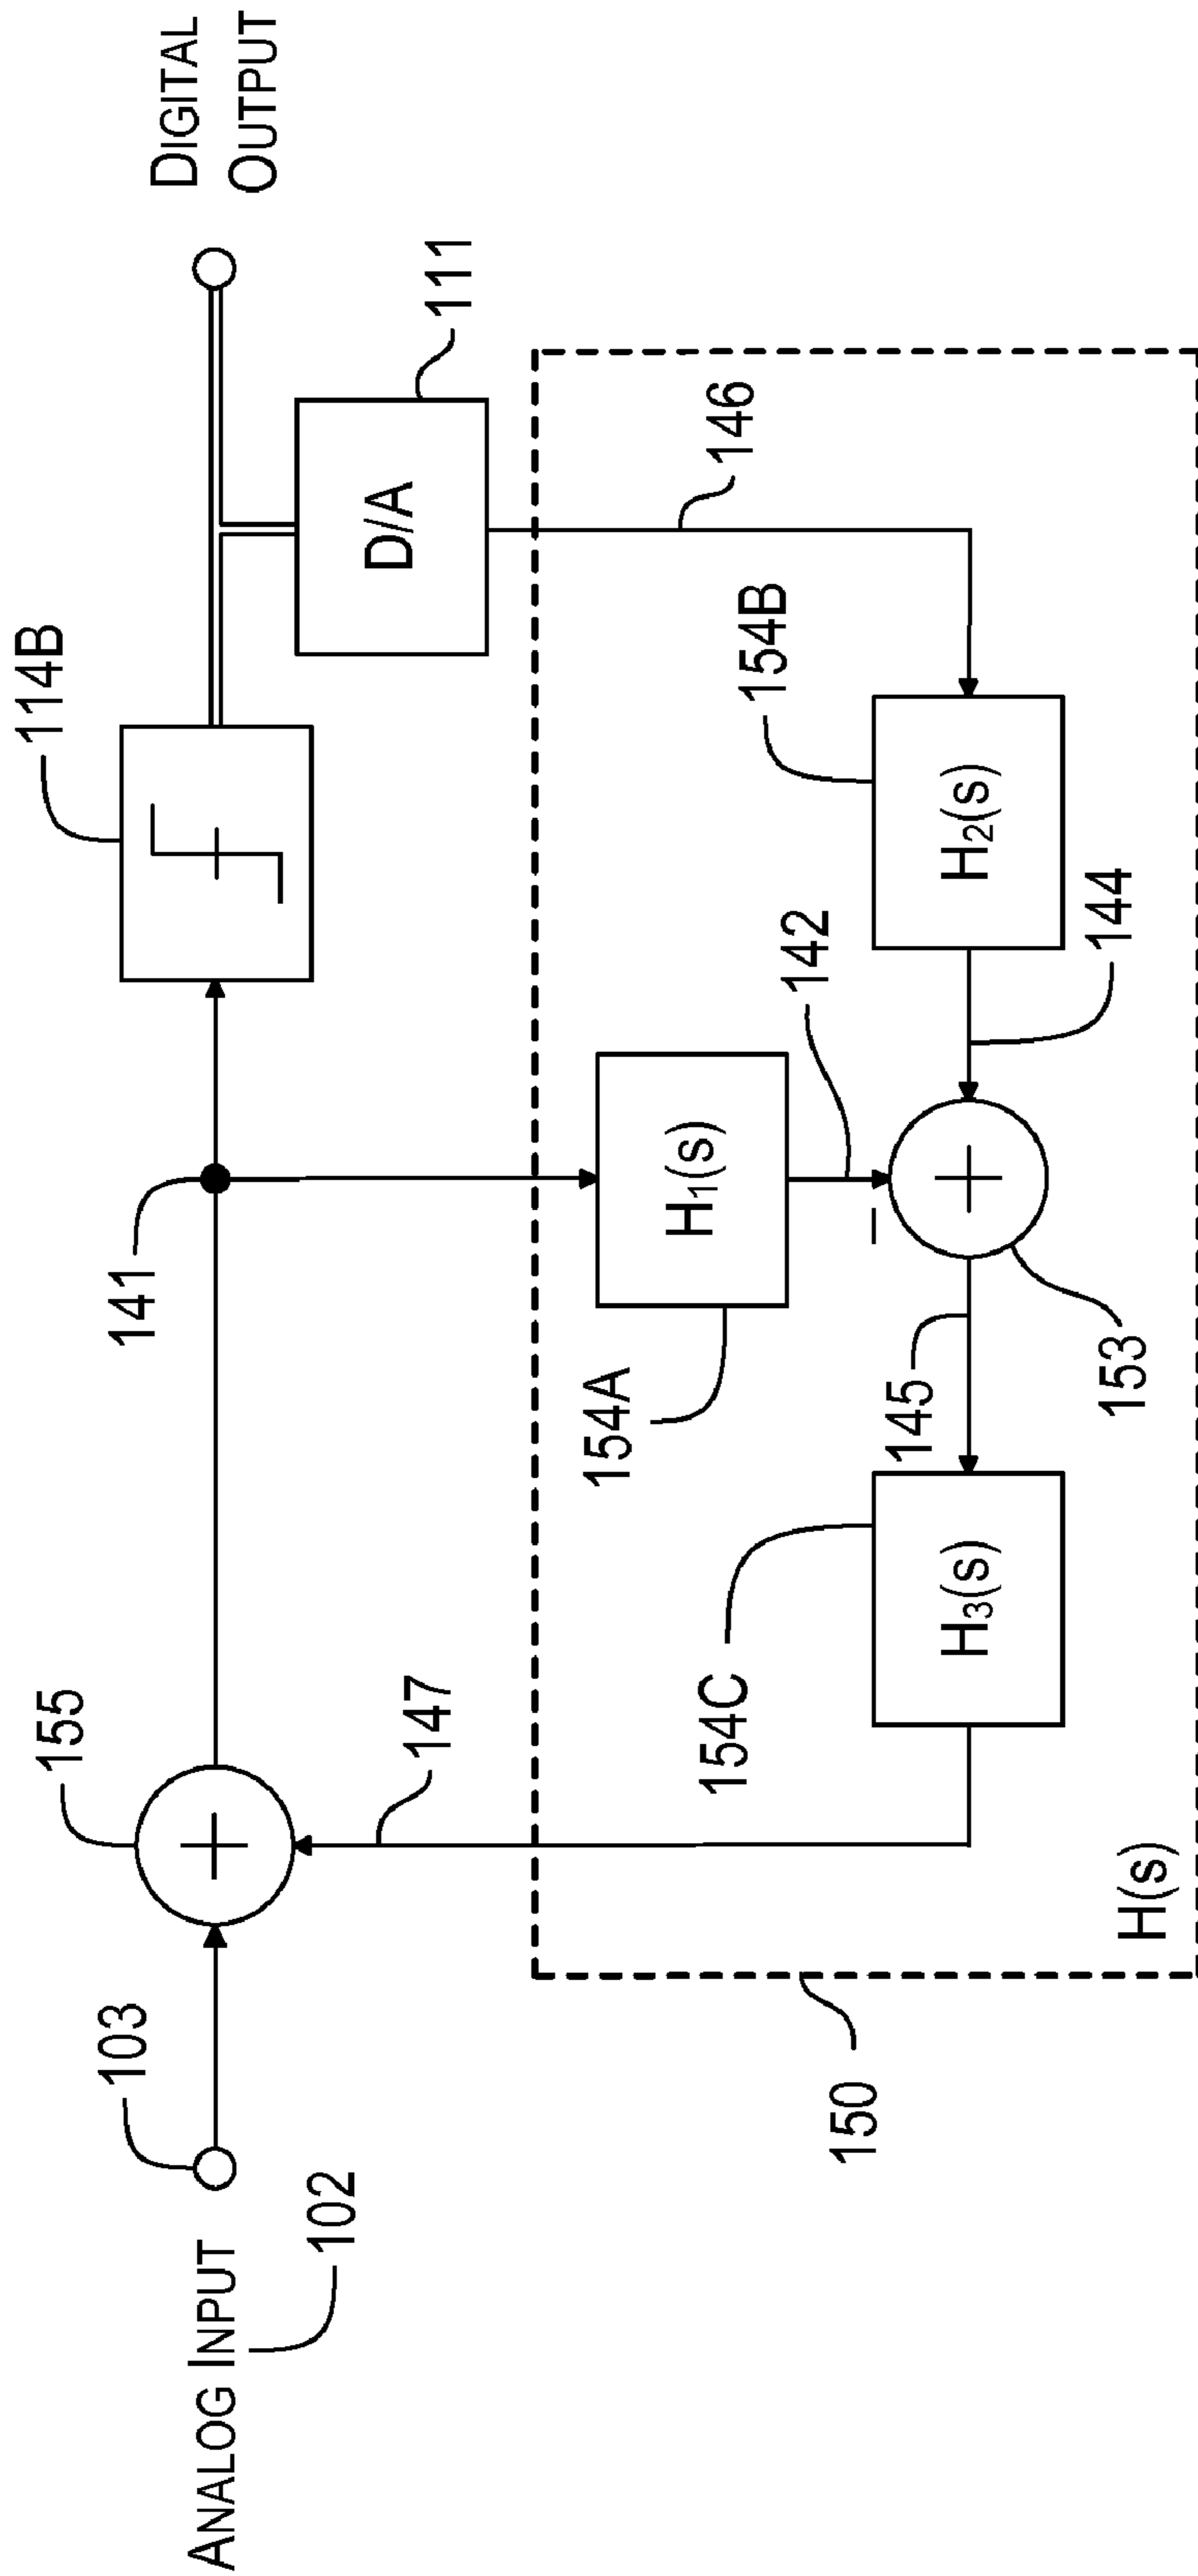 ANALOG INPUT
102
103
155
141
114B
DIGITAL
OUTPUT
D/A
111
147
146
H₁(s)
154A
142
−
154B
H₂(s)
144
153
145
154C
H₃(s)
150
H(s)